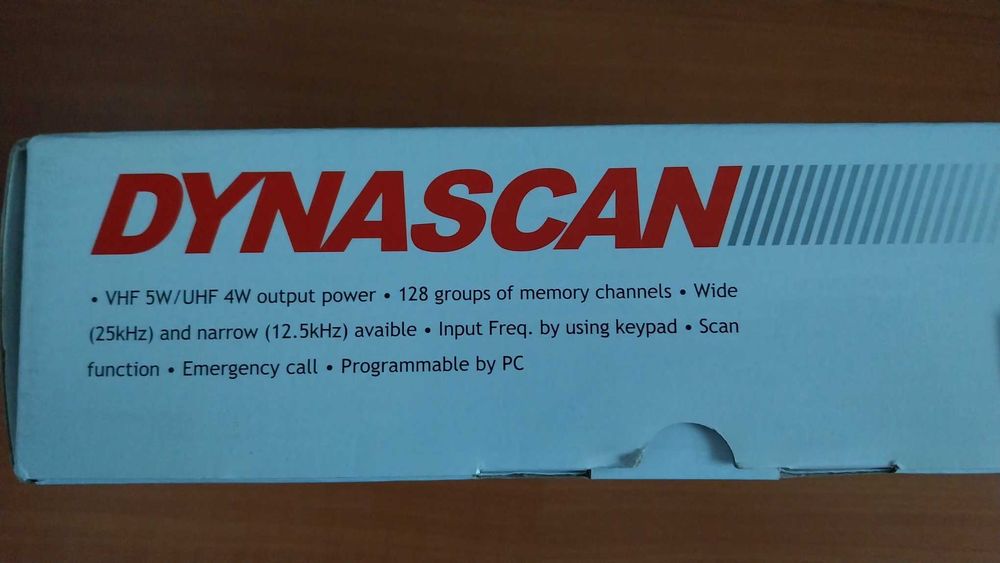 DYNASCAN
• VHF 5W/UHF 4W output power • 128 groups of memory channels • Wide
(25kHz) and narrow (12.5kHz) avaible • Input Freq. by using keypad • Scan
function • Emergency call • Programmable by PC